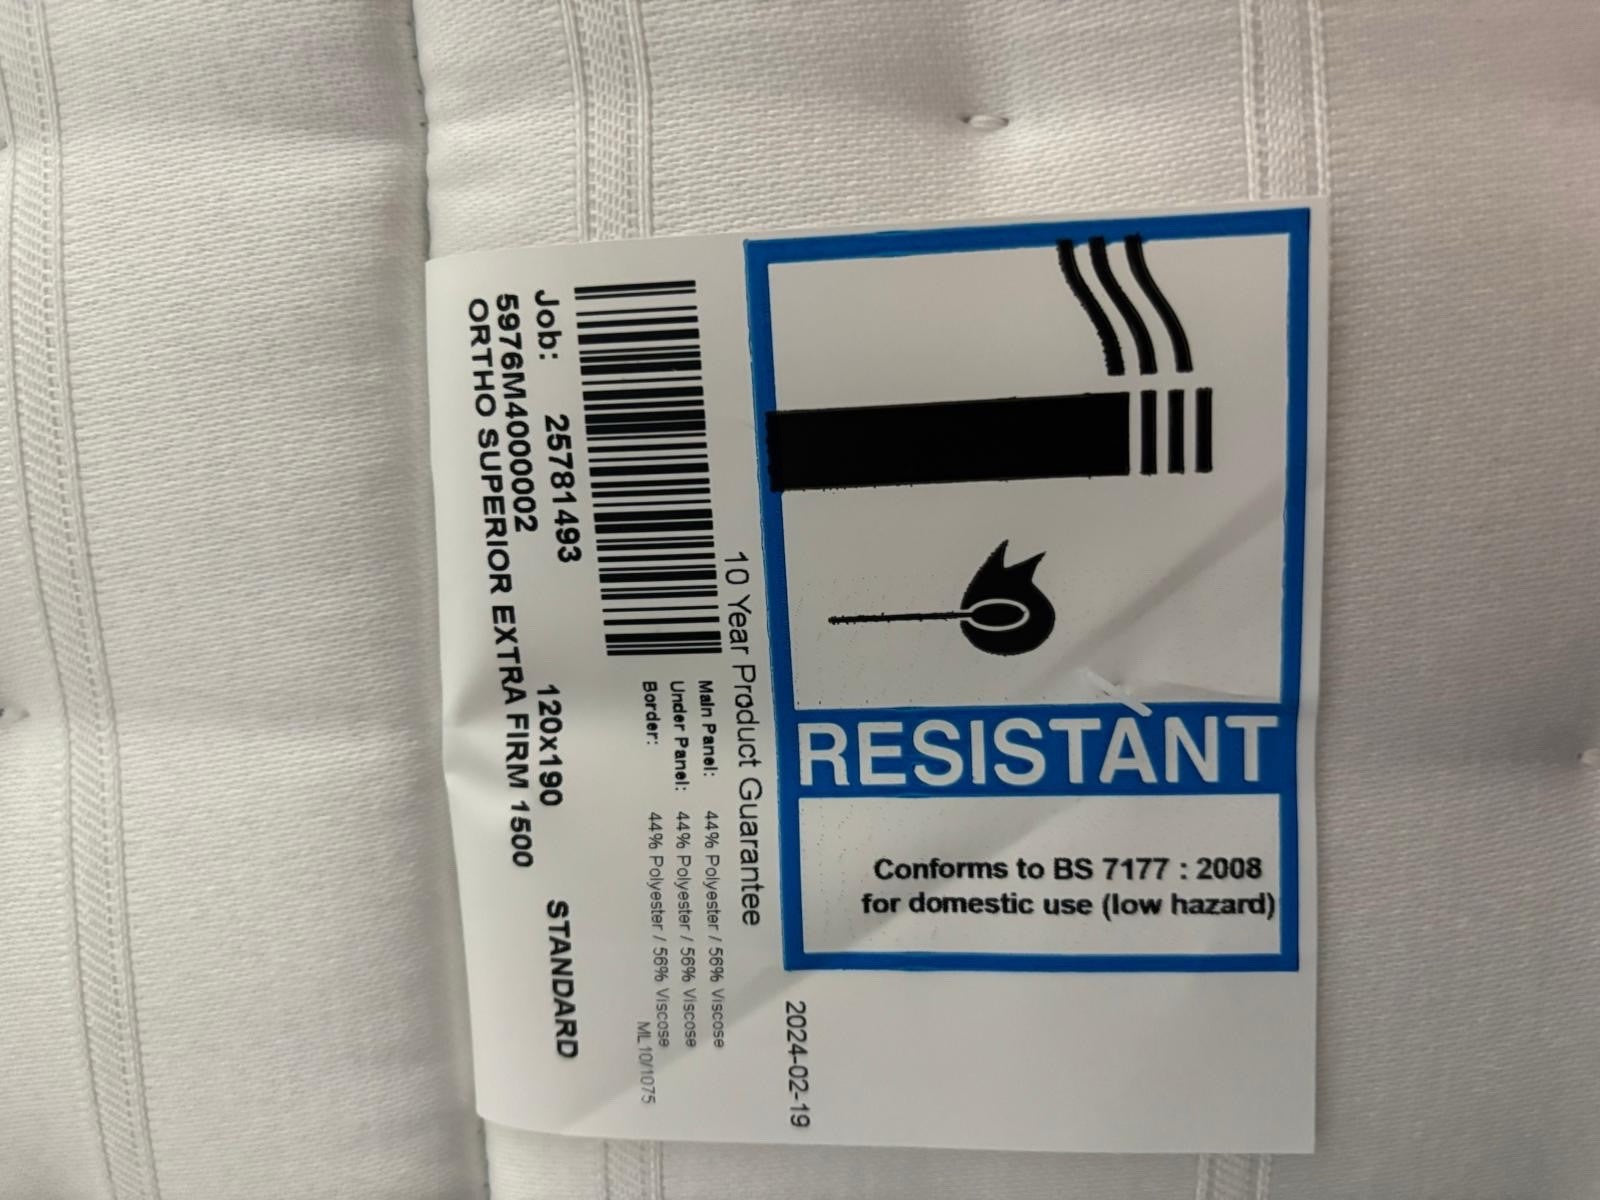 RESISTANT
Conforms to BS 7177 : 2008
for domestic use (low hazard)
2024-02-19
10 Year Product Guarantee
Main Panel: 44% Polyester / 56% Viscose
Under Panel: 44% Polyester / 56% Viscose
Border: 44% Polyester / 56% Viscose
ML 10/1075
Job: 25781493 120x190 STANDARD
5976M4000002
ORTHO SUPERIOR EXTRA FIRM 1500